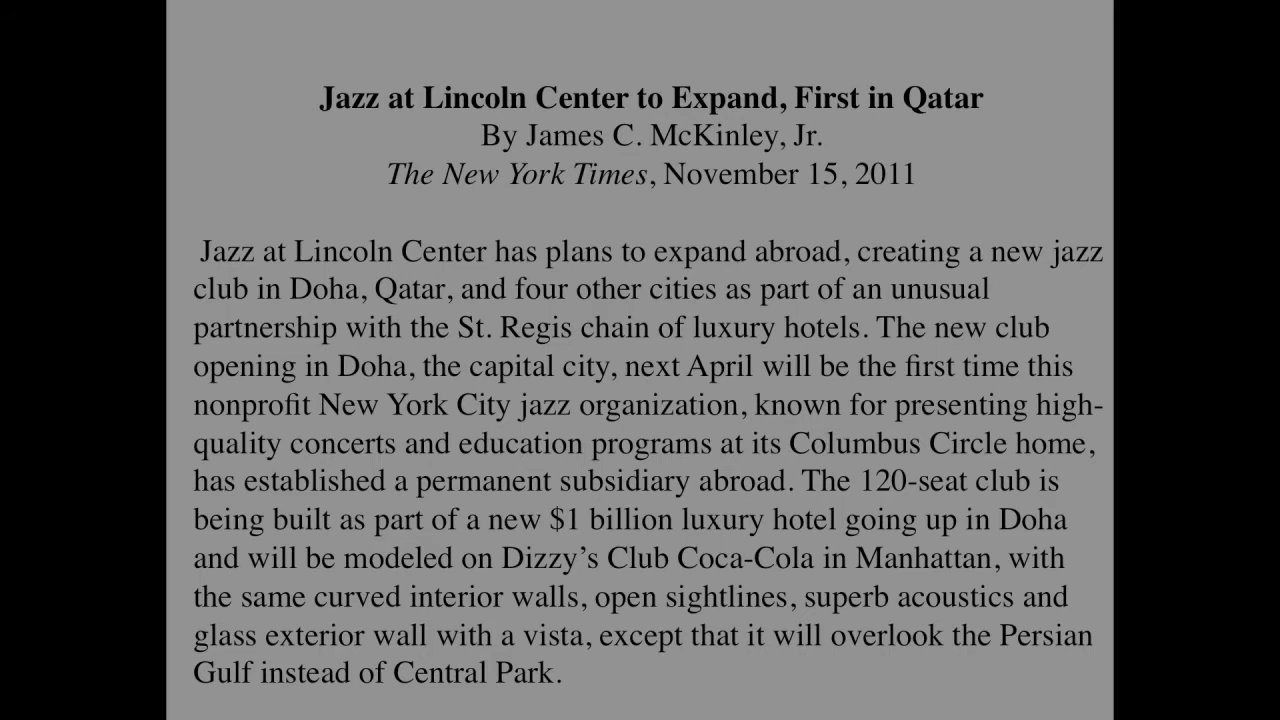 Jazz at Lincoln Center to Expand, First in Qatar
By James C. McKinley, Jr.
The New York Times, November 15, 2011
Jazz at Lincoln Center has plans to expand abroad, creating a new jazz
club in Doha, Qatar, and four other cities as part of an unusual
partnership with the St. Regis chain of luxury hotels. The new club
opening in Doha, the capital city, next April will be the first time this
nonprofit New York City jazz organization, known for presenting high-
quality concerts and education programs at its Columbus Circle home,
has established a permanent subsidiary abroad. The 120-seat club is
being built as part of a new $1 billion luxury hotel going up in Doha
and will be modeled on Dizzy’s Club Coca-Cola in Manhattan, with
the same curved interior walls, open sightlines, superb acoustics and
glass exterior wall with a vista, except that it will overlook the Persian
Gulf instead of Central Park.